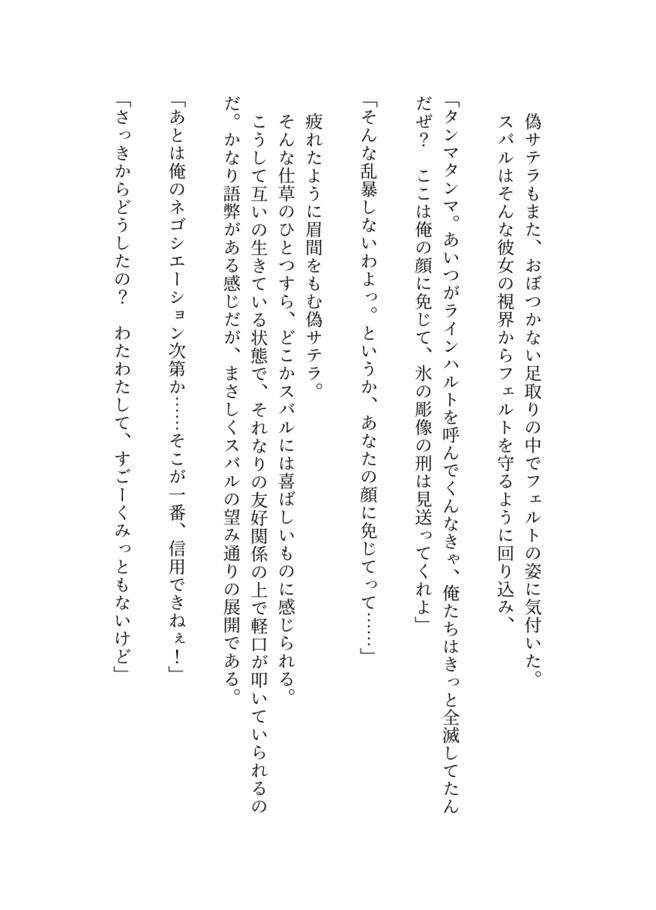 偽サテラもまた、おぼつかない足取りの中でフェルトの姿に気付いた。
スバルはそんな彼女の視界からフェルトを守るように回り込み、
「タンマタンマ。あいつがラインハルトを呼んでくんなきゃ、俺たちはきっと全滅してたん
だぜ?　ここは俺の顔に免じて、氷の彫像の刑は見送ってくれよ」
「そんな乱暴しないわよっ。というか、あなたの顔に免じてって……」
疲れたように眉間をもむ偽サテラ。
そんな仕草のひとつすら、どこかスバルには喜ばしいものに感じられる。
こうして互いの生きている状態で、それなりの友好関係の上で軽口が叩いていられるの
だ。かなり語弊がある感じだが、まさしくスバルの望み通りの展開である。
「あとは俺のネゴシエーション次第か……そこが一番、信用できねぇ!」
「さっきからどうしたの?　わたわたして、すごーくみっともないけど」